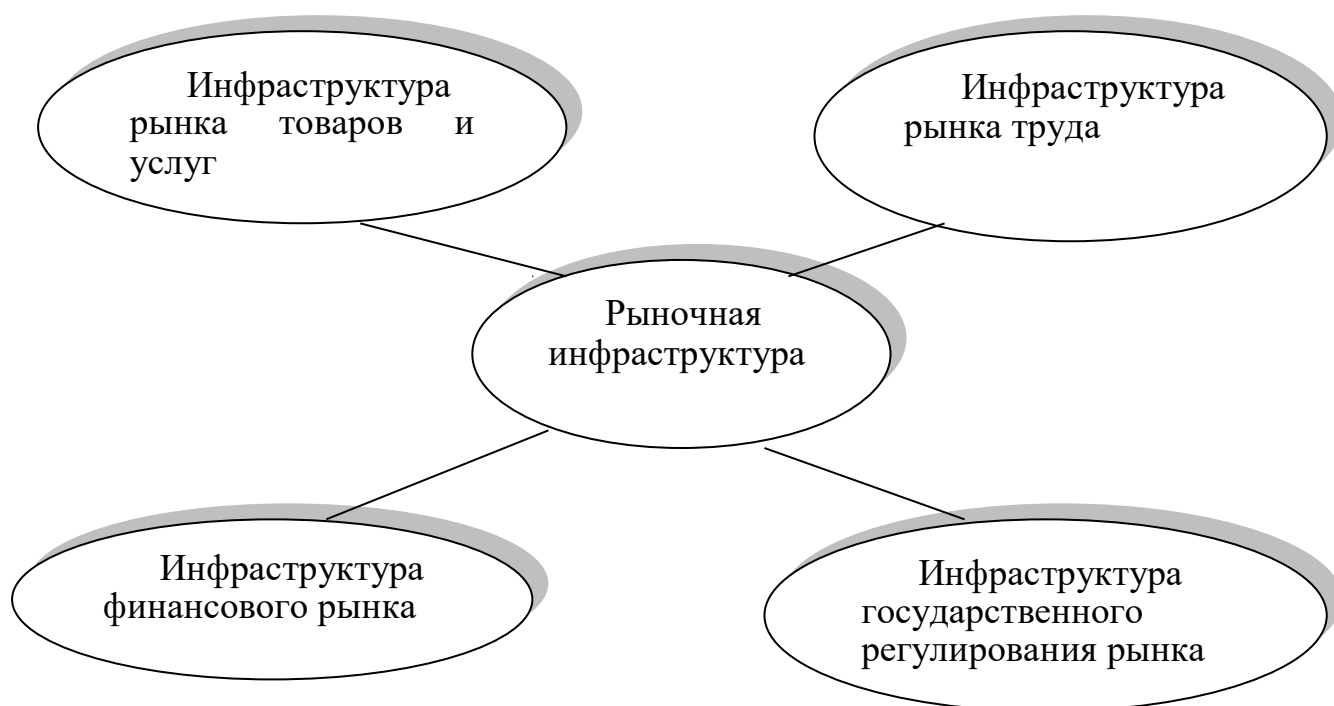 Инфраструктура
рынка товаров и
услуг
Инфраструктура
рынка труда
Рыночная
инфраструктура
Инфраструктура
финансового рынка
Инфраструктура
государственного
регулирования рынка